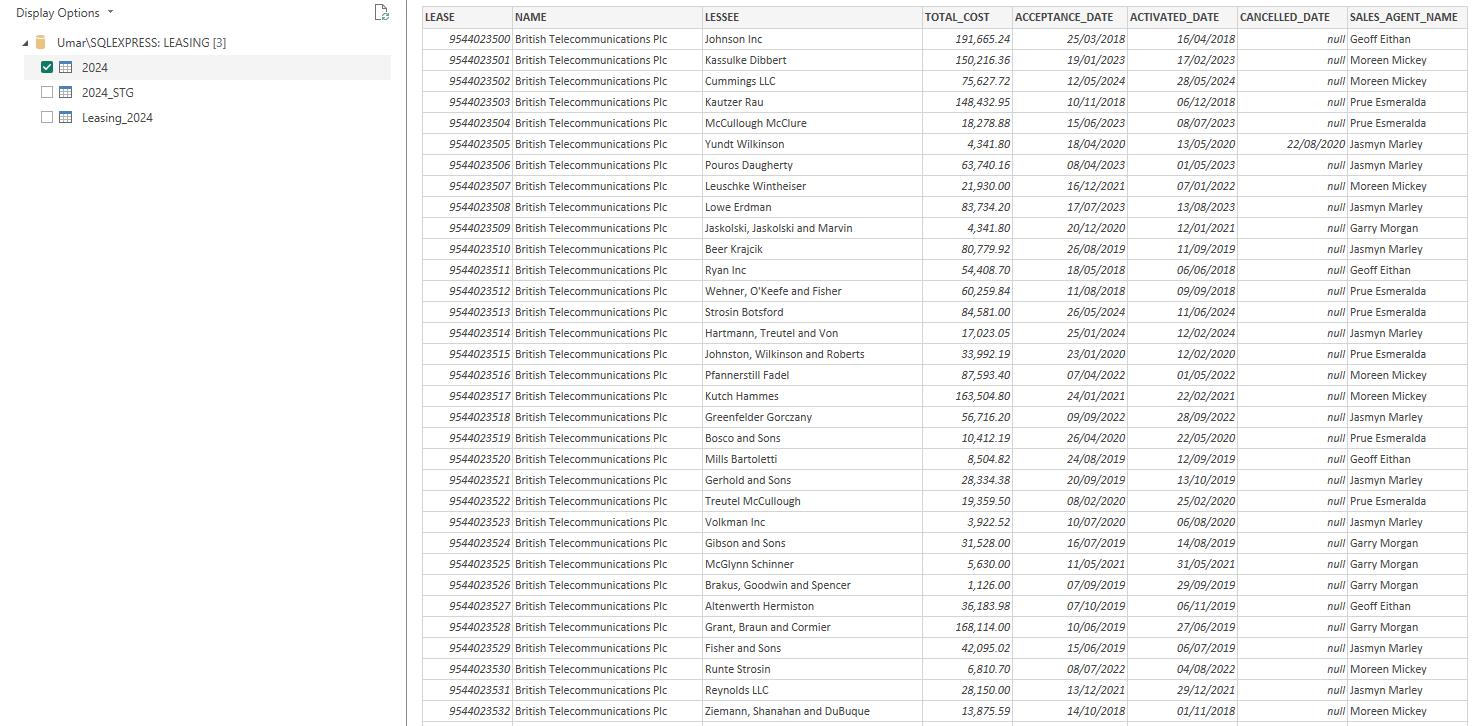 Display Options
Umar\SQLEXPRESS: LEASING [3]
2024
2024_STG
Leasing_2024
LEASE NAME LESSEE TOTAL_COST ACCEPTANCE_DATE ACTIVATED_DATE CANCELLED_DATE SALES_AGENT_NAME
9544023500 British Telecommunications Plc Johnson Inc 191,665.24 25/03/2018 16/04/2018 null Geoff Eithan
9544023501 British Telecommunications Plc Kassulke Dibbert 150,216.36 19/01/2023 17/02/2023 null Moreen Mickey
9544023502 British Telecommunications Plc Cummings LLC 75,627.72 12/05/2024 28/05/2024 null Moreen Mickey
9544023503 British Telecommunications Plc Kautzer Rau 148,432.95 10/11/2018 06/12/2018 null Prue Esmeralda
9544023504 British Telecommunications Plc McCullough McClure 18,278.88 15/06/2023 08/07/2023 null Prue Esmeralda
9544023505 British Telecommunications Plc Yundt Wilkinson 4,341.80 18/04/2020 13/05/2020 22/08/2020 Jasmyn Marley
9544023506 British Telecommunications Plc Pouros Daugherty 63,740.16 08/04/2023 01/05/2023 null Jasmyn Marley
9544023507 British Telecommunications Plc Leuschke Wintheiser 21,930.00 16/12/2021 07/01/2022 null Moreen Mickey
9544023508 British Telecommunications Plc Lowe Erdman 83,734.20 17/07/2023 13/08/2023 null Jasmyn Marley
9544023509 British Telecommunications Plc Jaskolski, Jaskolski and Marvin 4,341.80 20/12/2020 12/01/2021 null Garry Morgan
9544023510 British Telecommunications Plc Beer Krajcik 80,779.92 26/08/2019 11/09/2019 null Jasmyn Marley
9544023511 British Telecommunications Plc Ryan Inc 54,408.70 18/05/2018 06/06/2018 null Geoff Eithan
9544023512 British Telecommunications Plc Wehner, O'Keefe and Fisher 60,259.84 11/08/2018 09/09/2018 null Prue Esmeralda
9544023513 British Telecommunications Plc Strosin Botsford 84,581.00 26/05/2024 11/06/2024 null Prue Esmeralda
9544023514 British Telecommunications Plc Hartmann, Treutel and Von 17,023.05 25/01/2024 12/02/2024 null Jasmyn Marley
9544023515 British Telecommunications Plc Johnston, Wilkinson and Roberts 33,992.19 23/01/2020 12/02/2020 null Prue Esmeralda
9544023516 British Telecommunications Plc Pfannerstill Fadel 87,593.40 07/04/2022 01/05/2022 null Moreen Mickey
9544023517 British Telecommunications Plc Kutch Hammes 163,504.80 24/01/2021 22/02/2021 null Moreen Mickey
9544023518 British Telecommunications Plc Greenfelder Gorczany 56,716.20 09/09/2022 28/09/2022 null Jasmyn Marley
9544023519 British Telecommunications Plc Bosco and Sons 10,412.19 26/04/2020 22/05/2020 null Prue Esmeralda
9544023520 British Telecommunications Plc Mills Bartoletti 8,504.82 24/08/2019 12/09/2019 null Geoff Eithan
9544023521 British Telecommunications Plc Gerhold and Sons 28,334.38 20/09/2019 13/10/2019 null Jasmyn Marley
9544023522 British Telecommunications Plc Treutel McCullough 19,359.50 08/02/2020 25/02/2020 null Prue Esmeralda
9544023523 British Telecommunications Plc Volkman Inc 3,922.52 10/07/2020 06/08/2020 null Jasmyn Marley
9544023524 British Telecommunications Plc Gibson and Sons 31,528.00 16/07/2019 14/08/2019 null Garry Morgan
9544023525 British Telecommunications Plc McGlynn Schinner 5,630.00 11/05/2021 31/05/2021 null Garry Morgan
9544023526 British Telecommunications Plc Brakus, Goodwin and Spencer 1,126.00 07/09/2019 29/09/2019 null Garry Morgan
9544023527 British Telecommunications Plc Altenwerth Hermiston 36,183.98 07/10/2019 06/11/2019 null Geoff Eithan
9544023528 British Telecommunications Plc Grant, Braun and Cormier 168,114.00 10/06/2019 27/06/2019 null Garry Morgan
9544023529 British Telecommunications Plc Fisher and Sons 42,095.02 15/06/2019 06/07/2019 null Jasmyn Marley
9544023530 British Telecommunications Plc Runte Strosin 6,810.70 08/07/2022 04/08/2022 null Moreen Mickey
9544023531 British Telecommunications Plc Reynolds LLC 28,150.00 13/12/2021 29/12/2021 null Jasmyn Marley
9544023532 British Telecommunications Plc Ziemann, Shanahan and DuBuque 13,875.59 14/10/2018 01/11/2018 null Moreen Mickey